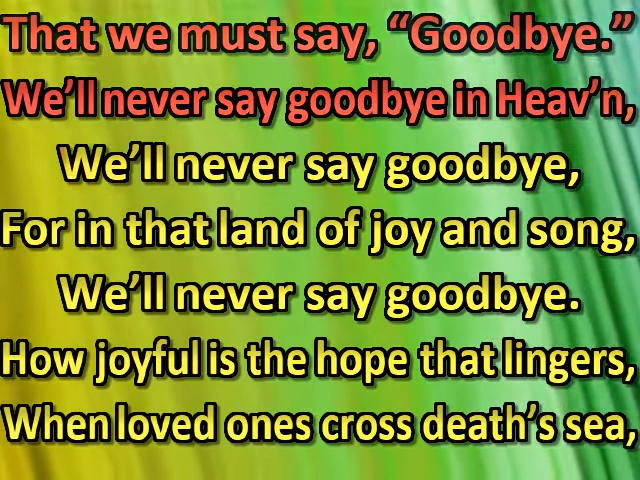 That we must say, “Goodbye.”
We’ll never say goodbye in Heav’n,
We’ll never say goodbye,
For in that land of joy and song,
We’ll never say goodbye.
How joyful is the hope that lingers,
When loved ones cross death’s sea,